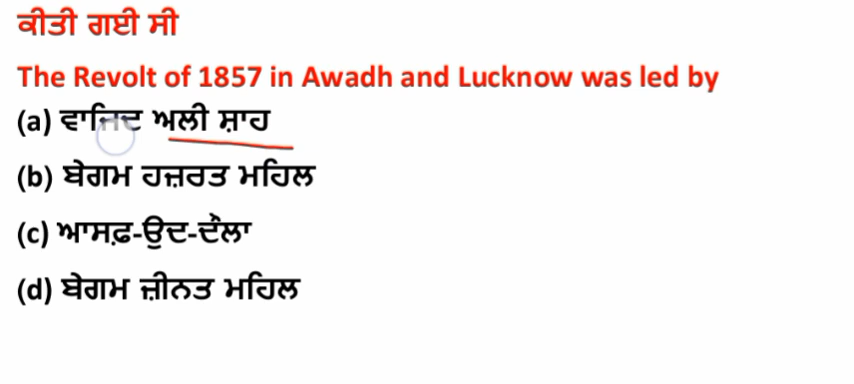 ਕੀਤੀ ਗਈ ਸੀ
The Revolt of 1857 in Awadh and Lucknow was led by
(a) ਵਾਜਿਦ ਅਲੀ ਸ਼ਾਹ
(b) ਬੇਗਮ ਹਜ਼ਰਤ ਮਹਿਲ
(c) ਆਸਫ਼-ਉਦ-ਦੌਲਾ
(d) ਬੇਗਮ ਜ਼ੀਨਤ ਮਹਿਲ